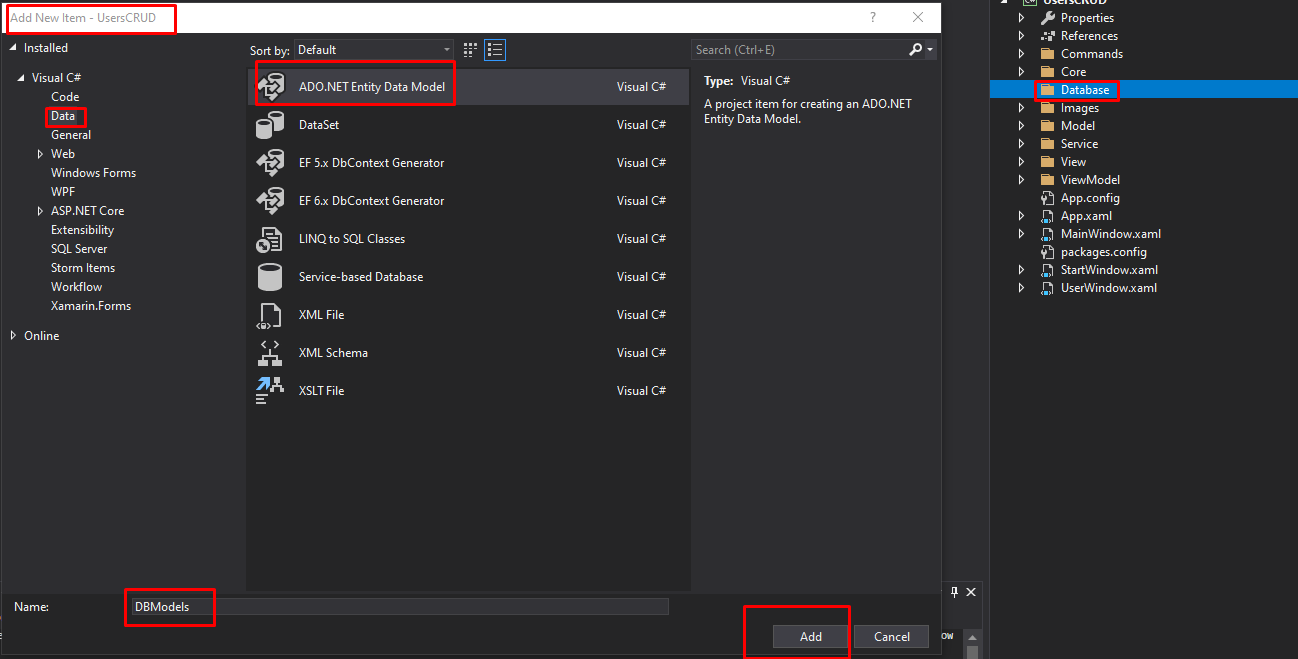 Add New Item - UsersCRUD
?
Installed
Visual C#
Code
Data
General
Web
Windows Forms
WPF
ASP.NET Core
Extensibility
SQL Server
Storm Items
Workflow
Xamarin.Forms
Online
Sort by: Default
ADO.NET Entity Data Model Visual C#
DataSet Visual C#
EF 5.x DbContext Generator Visual C#
EF 6.x DbContext Generator Visual C#
LINQ to SQL Classes Visual C#
Service-based Database Visual C#
XML File Visual C#
XML Schema Visual C#
XSLT File Visual C#
Search (Ctrl+E)
Type: Visual C#
A project item for creating an ADO.NET
Entity Data Model.
Name: DBModels
Add Cancel
UsersCRUD
Properties
References
Commands
Core
Database
Images
Model
Service
View
ViewModel
App.config
App.xaml
MainWindow.xaml
packages.config
StartWindow.xaml
UserWindow.xaml